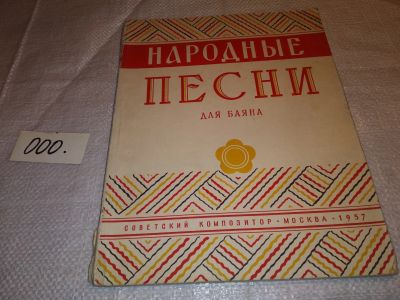 НАРОДНЫЕ
ПЕСНИ
ДЛЯ БАЯНА
000.
СОВЕТСКИЙ КОМПОЗИТОР • МОСКВА • 1957